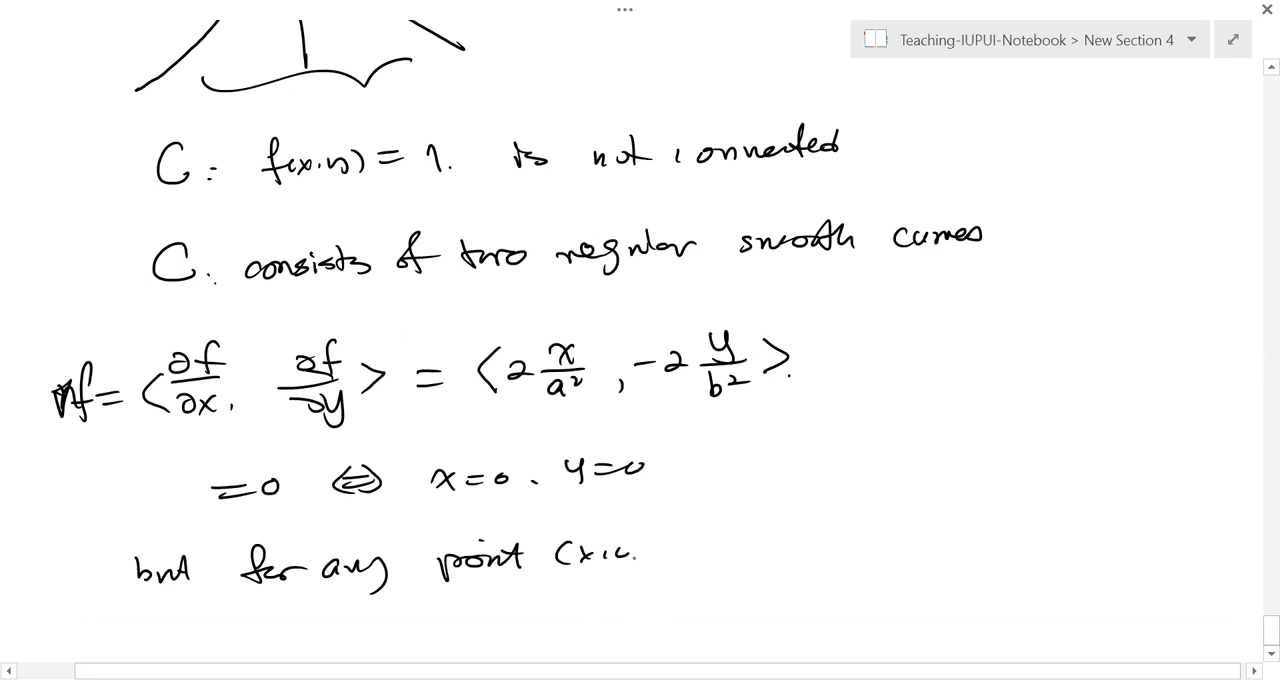 Teaching-IUPUI-Notebook > New Section 4
C: f(x,y) = 1. is not connected
C. consists of two regular smooth curves
∇f = <∂f/∂x, ∂f/∂y> = <2 x/a², -2 y/b²>.
= 0 ⇔ x = 0. y = 0
but for any point (x,